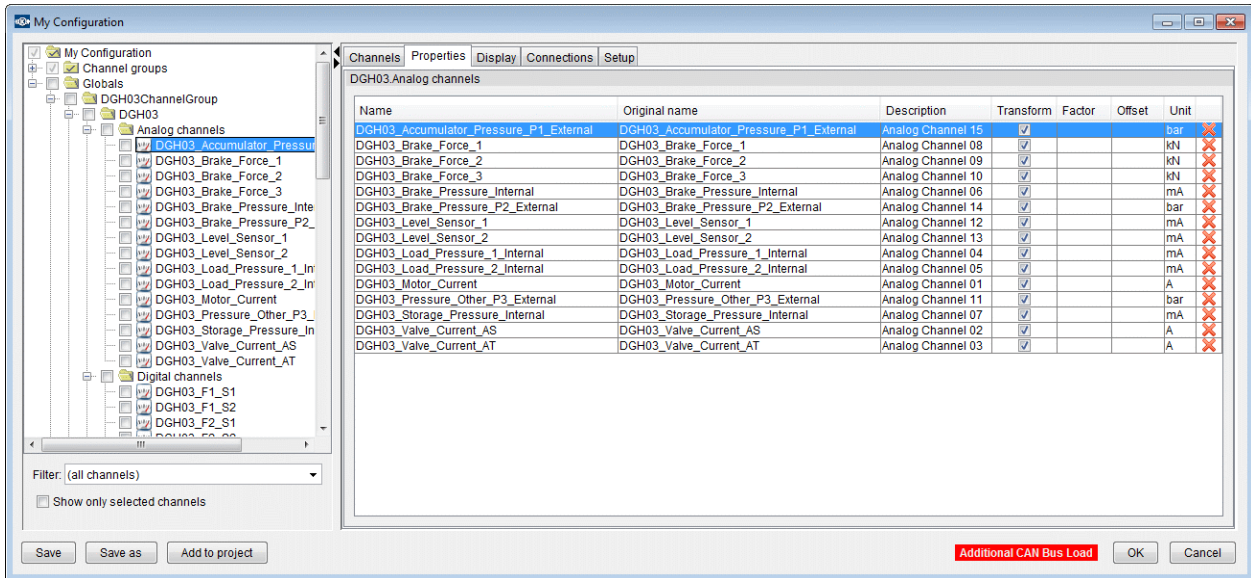 My Configuration
My Configuration
Channel groups
Globals
DGH03ChannelGroup
DGH03
Analog channels
DGH03_Accumulator_Pressur
DGH03_Brake_Force_1
DGH03_Brake_Force_2
DGH03_Brake_Force_3
DGH03_Brake_Pressure_Inte
DGH03_Brake_Pressure_P2_
DGH03_Level_Sensor_1
DGH03_Level_Sensor_2
DGH03_Load_Pressure_1_In
DGH03_Load_Pressure_2_In
DGH03_Motor_Current
DGH03_Pressure_Other_P3_
DGH03_Storage_Pressure_In
DGH03_Valve_Current_AS
DGH03_Valve_Current_AT
Digital channels
DGH03_F1_S1
DGH03_F1_S2
DGH03_F2_S1
Filter: (all channels)
Show only selected channels
Channels Properties Display Connections Setup
DGH03.Analog channels
Name Original name Description Transform Factor Offset Unit
DGH03_Accumulator_Pressure_P1_External DGH03_Accumulator_Pressure_P1_External Analog Channel 15 bar
DGH03_Brake_Force_1 DGH03_Brake_Force_1 Analog Channel 08 kN
DGH03_Brake_Force_2 DGH03_Brake_Force_2 Analog Channel 09 kN
DGH03_Brake_Force_3 DGH03_Brake_Force_3 Analog Channel 10 kN
DGH03_Brake_Pressure_Internal DGH03_Brake_Pressure_Internal Analog Channel 06 mA
DGH03_Brake_Pressure_P2_External DGH03_Brake_Pressure_P2_External Analog Channel 14 bar
DGH03_Level_Sensor_1 DGH03_Level_Sensor_1 Analog Channel 12 mA
DGH03_Level_Sensor_2 DGH03_Level_Sensor_2 Analog Channel 13 mA
DGH03_Load_Pressure_1_Internal DGH03_Load_Pressure_1_Internal Analog Channel 04 mA
DGH03_Load_Pressure_2_Internal DGH03_Load_Pressure_2_Internal Analog Channel 05 mA
DGH03_Motor_Current DGH03_Motor_Current Analog Channel 01 A
DGH03_Pressure_Other_P3_External DGH03_Pressure_Other_P3_External Analog Channel 11 bar
DGH03_Storage_Pressure_Internal DGH03_Storage_Pressure_Internal Analog Channel 07 mA
DGH03_Valve_Current_AS DGH03_Valve_Current_AS Analog Channel 02 A
DGH03_Valve_Current_AT DGH03_Valve_Current_AT Analog Channel 03 A
Save Save as Add to project Additional CAN Bus Load OK Cancel